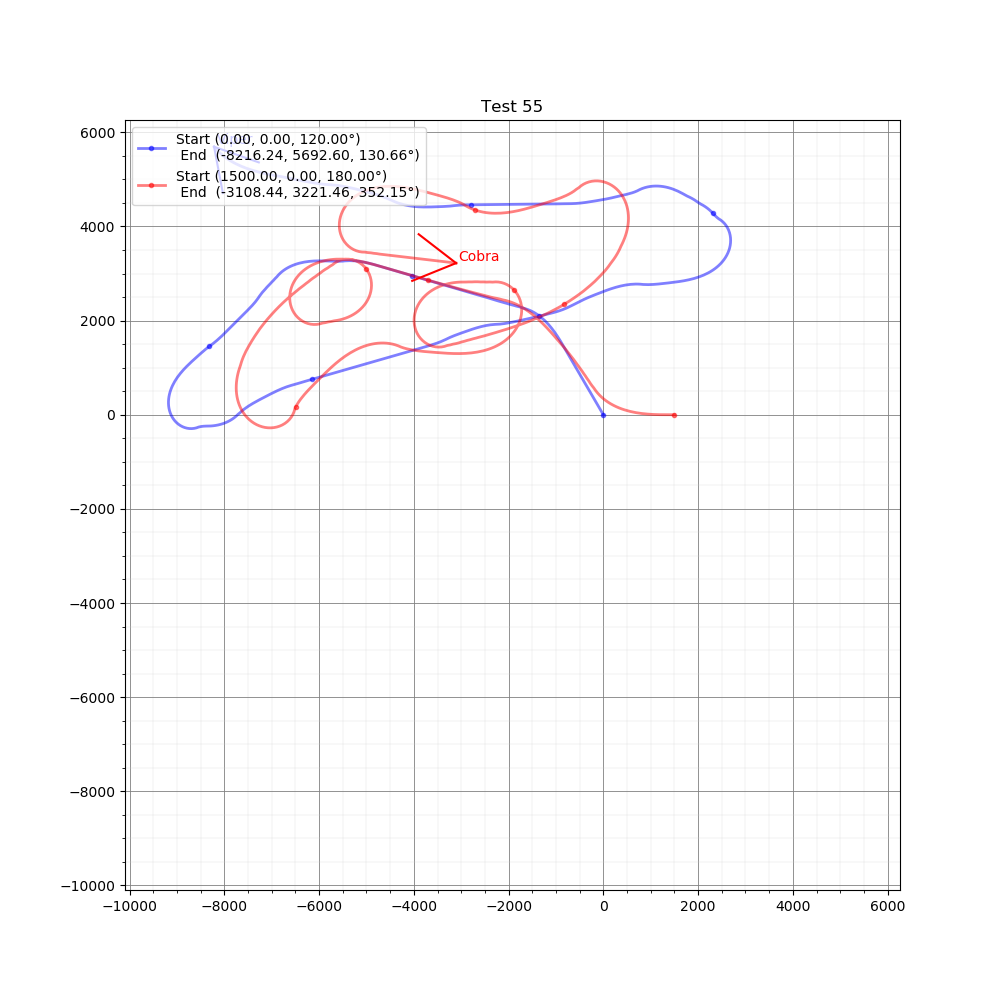 Test 55
Start (0.00, 0.00, 120.00°)
End (-8216.24, 5692.60, 130.66°)
Start (1500.00, 0.00, 180.00°)
End (-3108.44, 3221.46, 352.15°)
Cobra
6000
4000
2000
0
−2000
−4000
−6000
−8000
−10000
−10000 −8000 −6000 −4000 −2000 0 2000 4000 6000